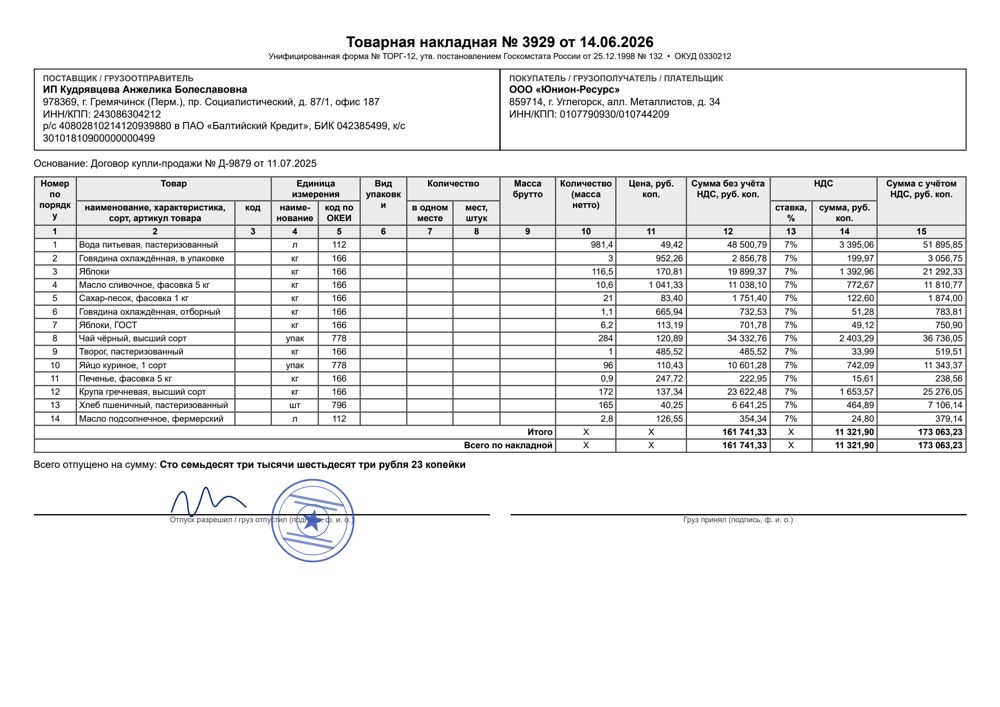 Товарная накладная № 3929 от 14.06.2026
Унифицированная форма № ТОРГ-12, утв. постановлением Госкомстата России от 25.12.1998 № 132 • ОКУД 0330212
ПОСТАВЩИК / ГРУЗООТПРАВИТЕЛЬ
ИП Кудрявцева Анжелика Болеславовна
978369, г. Гремячинск (Перм.), пр. Социалистический, д. 87/1, офис 187
ИНН/КПП: 243086304212
р/с 40802810214120939880 в ПАО «Балтийский Кредит», БИК 042385499, к/с
30101810900000000499
ПОКУПАТЕЛЬ / ГРУЗОПОЛУЧАТЕЛЬ / ПЛАТЕЛЬЩИК
ООО «Юнион-Ресурс»
859714, г. Углегорск, алл. Металлистов, д. 34
ИНН/КПП: 0107790930/010744209
Основание: Договор купли-продажи № Д-9879 от 11.07.2025
Номер по порядку Товар Единица измерения Вид упаковки Количество Масса брутто Количество (масса нетто) Цена, руб. коп. Сумма без учёта НДС, руб. коп. НДС Сумма с учётом НДС, руб. коп.
наименование, характеристика, сорт, артикул товара код наиме-нование код по ОКЕИ в одном месте мест, штук ставка, % сумма, руб. коп.
1 2 3 4 5 6 7 8 9 10 11 12 13 14 15
1 Вода питьевая, пастеризованный л 112 981,4 49,42 48 500,79 7% 3 395,06 51 895,85
2 Говядина охлаждённая, в упаковке кг 166 3 952,26 2 856,78 7% 199,97 3 056,75
3 Яблоки кг 166 116,5 170,81 19 899,37 7% 1 392,96 21 292,33
4 Масло сливочное, фасовка 5 кг кг 166 10,6 1 041,33 11 038,10 7% 772,67 11 810,77
5 Сахар-песок, фасовка 1 кг кг 166 21 83,40 1 751,40 7% 122,60 1 874,00
6 Говядина охлаждённая, отборный кг 166 1,1 665,94 732,53 7% 51,28 783,81
7 Яблоки, ГОСТ кг 166 6,2 113,19 701,78 7% 49,12 750,90
8 Чай чёрный, высший сорт упак 778 284 120,89 34 332,76 7% 2 403,29 36 736,05
9 Творог, пастеризованный кг 166 1 485,52 485,52 7% 33,99 519,51
10 Яйцо куриное, 1 сорт упак 778 96 110,43 10 601,28 7% 742,09 11 343,37
11 Печенье, фасовка 5 кг кг 166 0,9 247,72 222,95 7% 15,61 238,56
12 Крупа гречневая, высший сорт кг 166 172 137,34 23 622,48 7% 1 653,57 25 276,05
13 Хлеб пшеничный, пастеризованный шт 796 165 40,25 6 641,25 7% 464,89 7 106,14
14 Масло подсолнечное, фермерский л 112 2,8 126,55 354,34 7% 24,80 379,14
Итого Х Х 161 741,33 Х 11 321,90 173 063,23
Всего по накладной Х Х 161 741,33 Х 11 321,90 173 063,23
Всего отпущено на сумму: Сто семьдесят три тысячи шестьдесят три рубля 23 копейки
Отпуск разрешил / груз отпустил (подпись, ф. и. о.)
Груз принял (подпись, ф. и. о.)